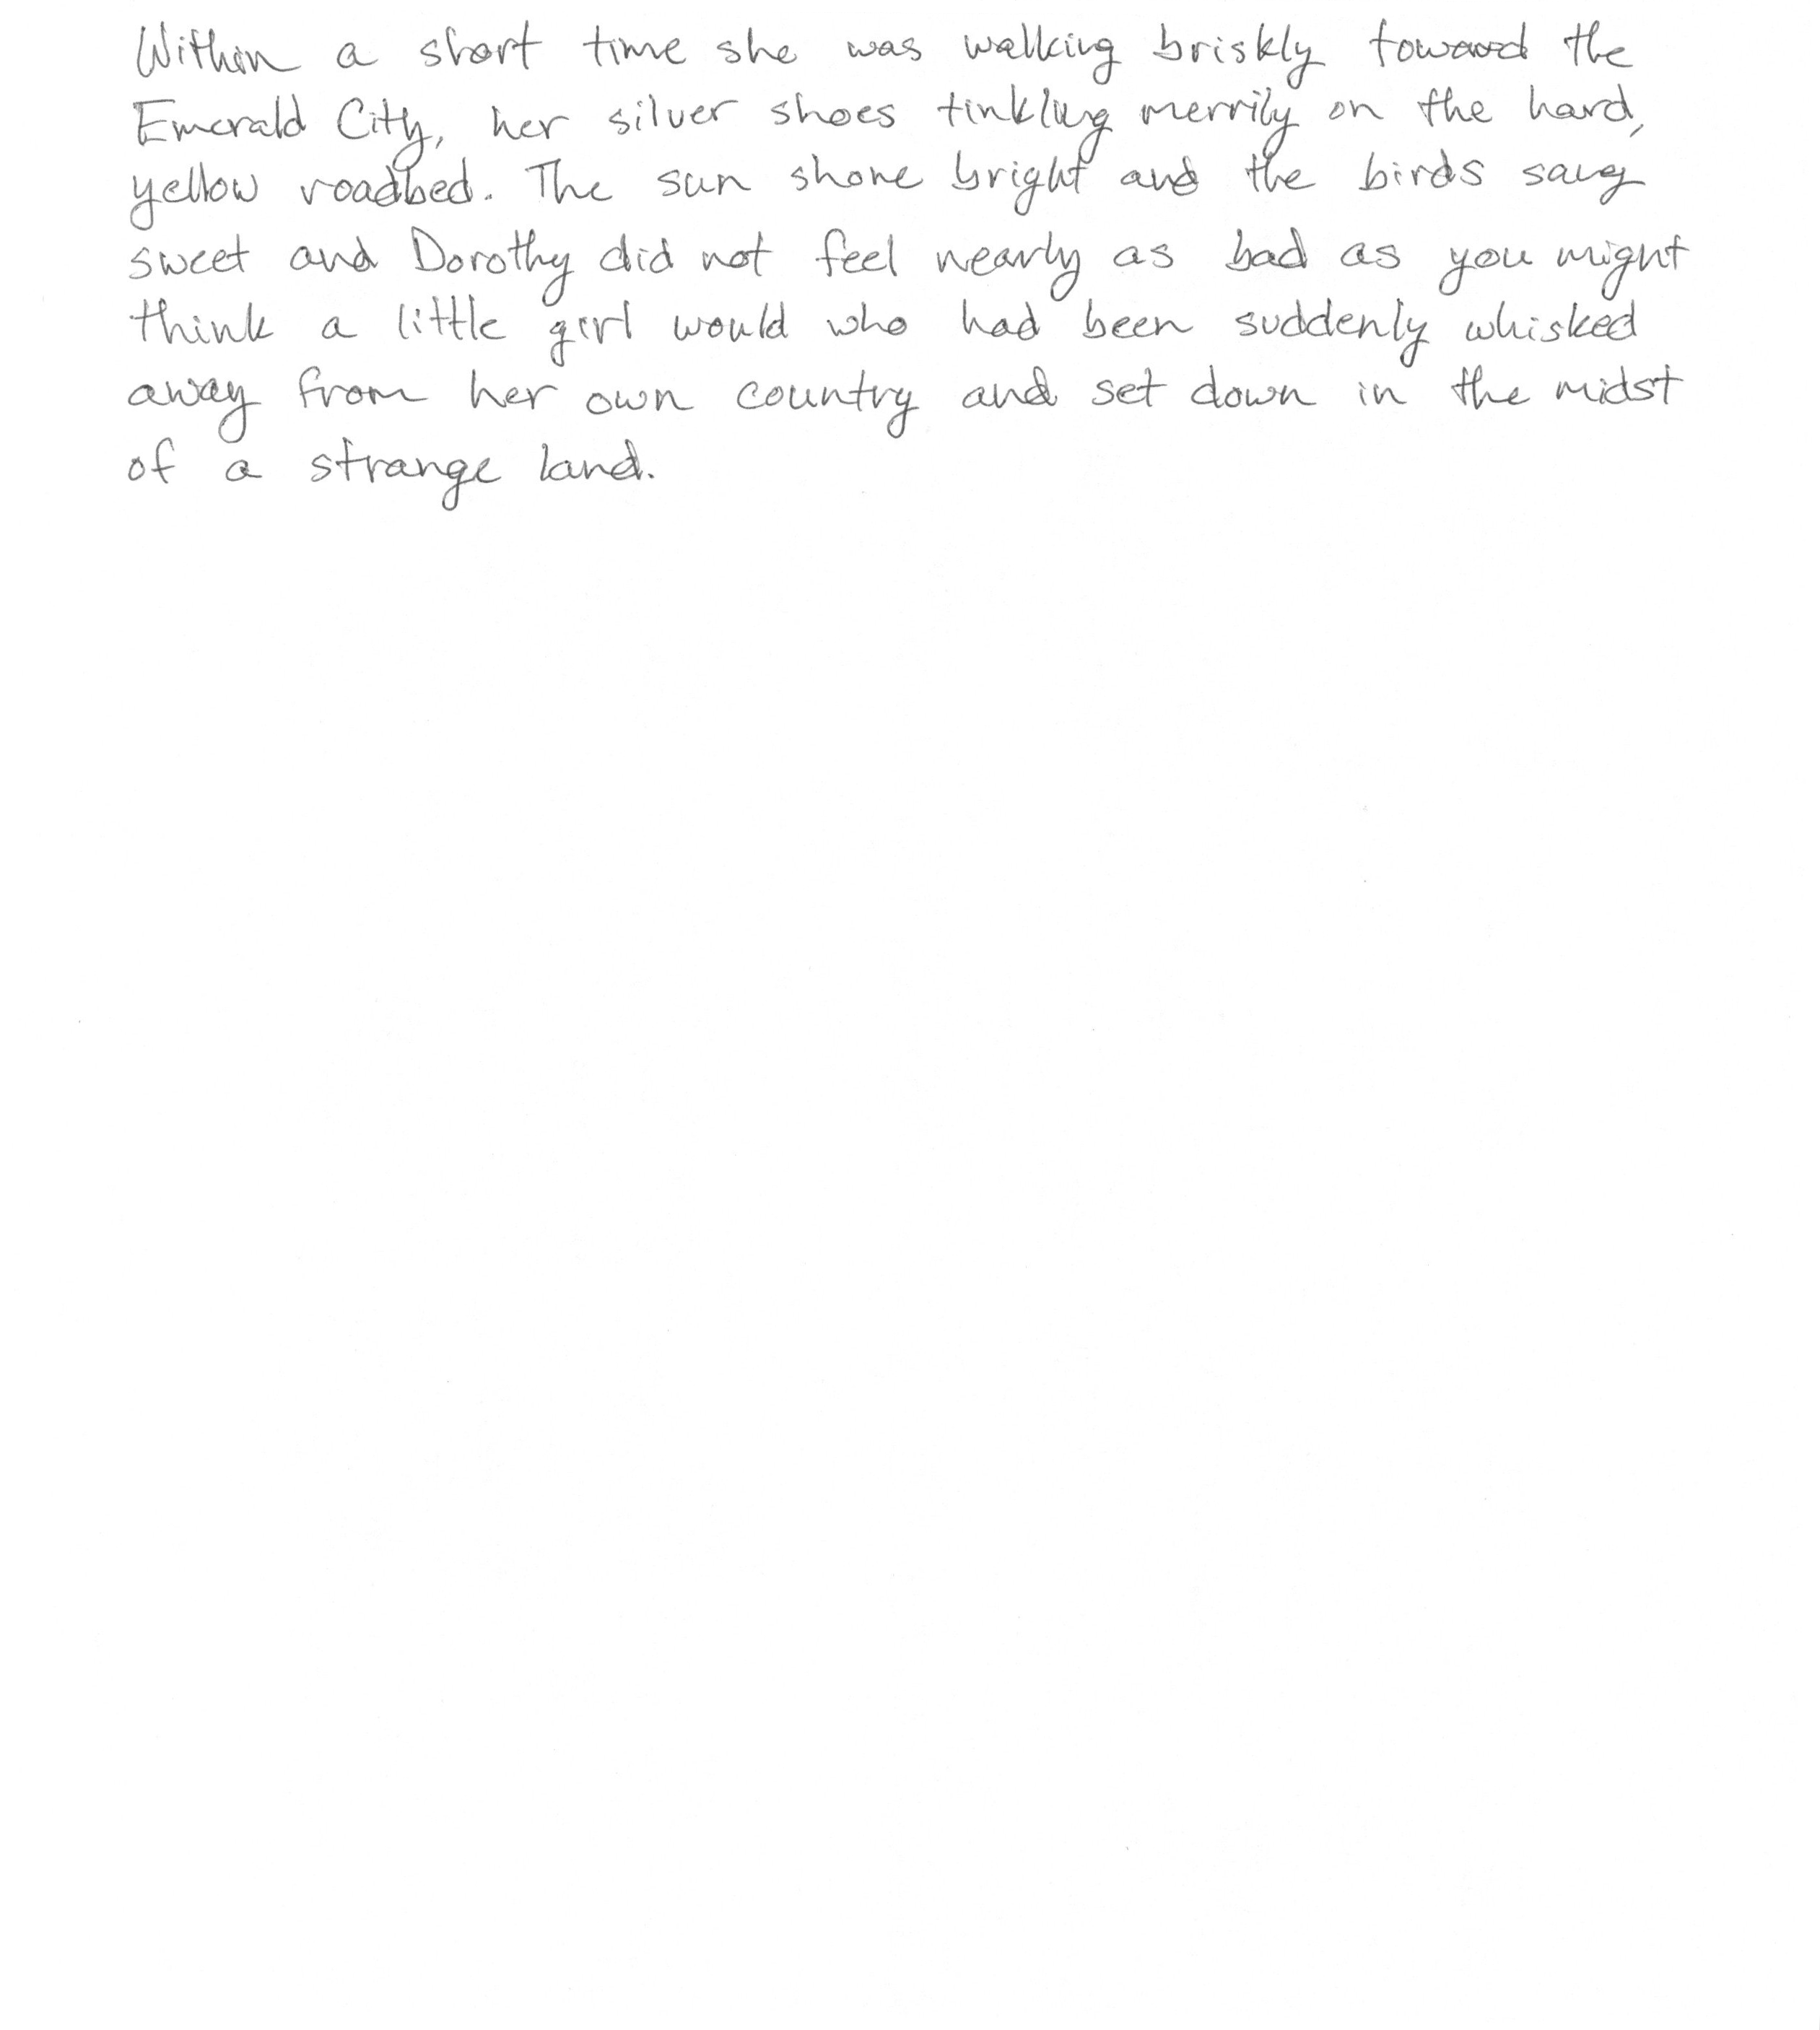 Within a short time she was walking briskly toward the
Emerald City, her silver shoes tinkling merrily on the hard,
yellow roadbed. The sun shone bright and the birds sang
sweet and Dorothy did not feel nearly as bad as you might
think a little girl would who had been suddenly whisked
away from her own country and set down in the midst
of a strange land.